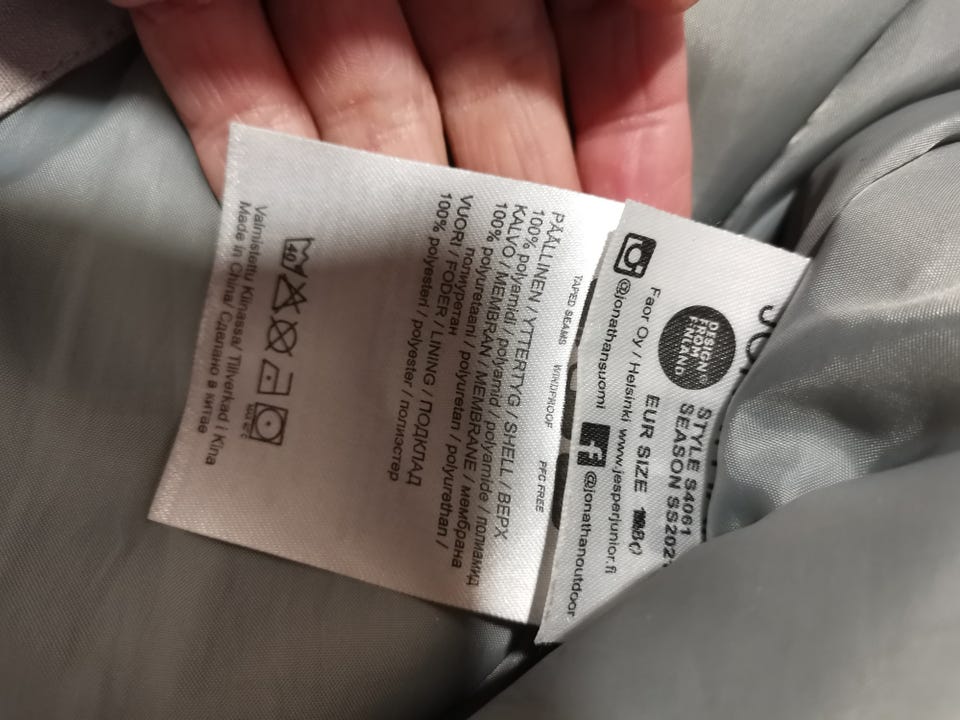 DESIGN
FROM
FINLAND
STYLE S4061
SEASON
EUR SIZE
Faor Oy / Helsinki www.jesperjunior.fi
@jonathansuomi @jonathanoutdoor
TAPED SEAMS WINDPROOF PFC FREE
PÄÄLLINEN / YTTERTYG / SHELL / ВЕРХ
100% polyamidi / polyamid / polyamide / полиамид
KALVO / MEMBRAN / MEMBRANE / мембрана
100% polyuretaani / polyuretan / polyurethan /
полиуретан
VUORI / FODER / LINING / ПОДКЛАД
100% polyesteri / polyester / полиэстер
40
Valmistettu Kiinassa/ Tillverkad i Kina
Made in China/ Сделано в китае